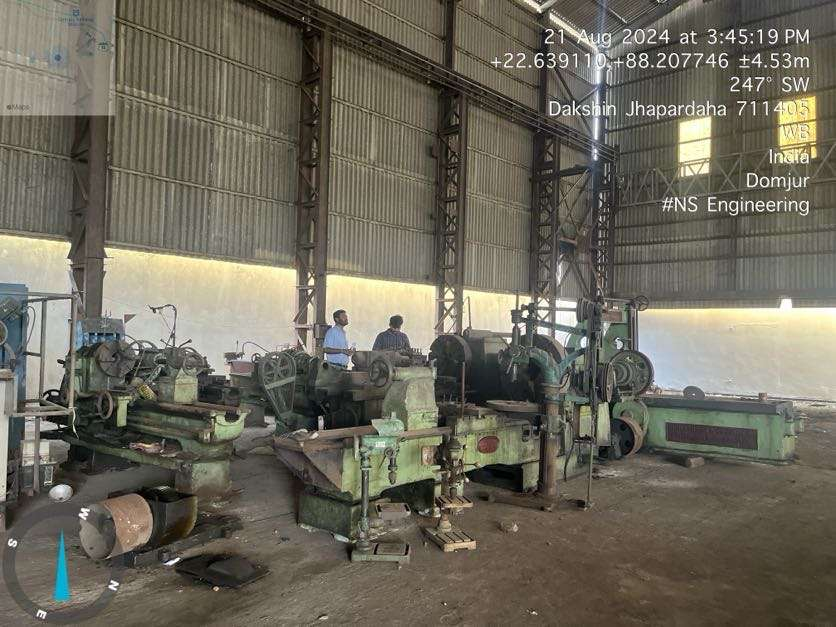 21 Aug 2024 at 3:45:19 PM
+22.639110,+88.207746 ±4.53m
247° SW
Dakshin Jhapardaha 711405
WB
India
Domjur
#NS Engineering
Maps
W
S
N
E